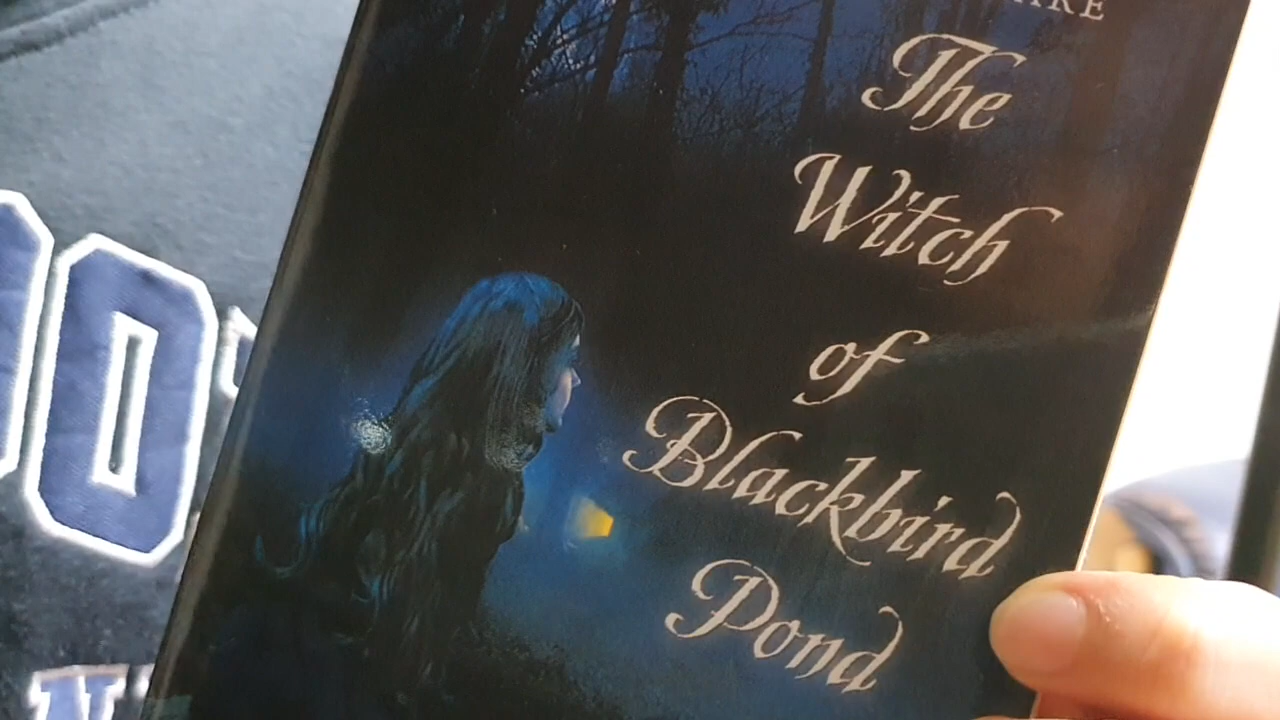 The
Witch
of
Blackbird
Pond